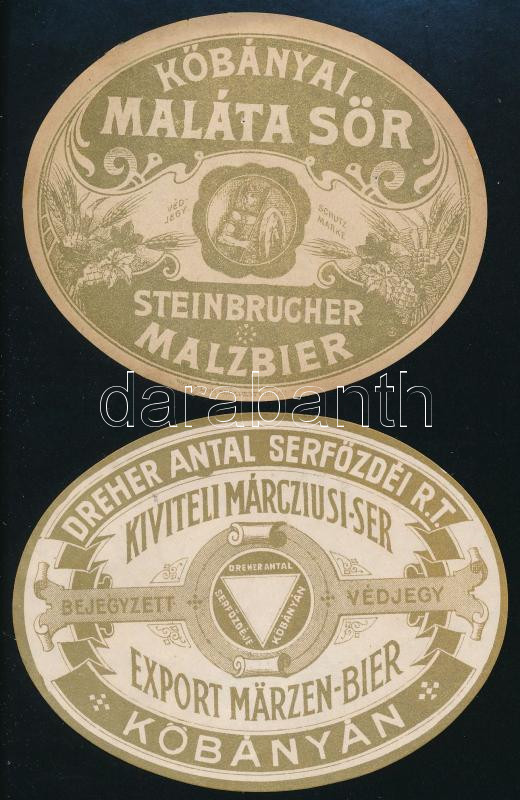 KŐBÁNYAI
MALÁTA SÖR
VÉD
JEGY
SCHUTZ
MARKE
STEINBRUCHER
MALZBIER
darabanth
DREHER ANTAL SERFŐZDÉI R.T.
KIVITELI MÁRCZIUSI-SER
DREHER ANTAL
SERFŐZDÉJE
KŐBÁNYÁN
BEJEGYZETT
VÉDJEGY
EXPORT MÄRZEN-BIER
KŐBÁNYÁN